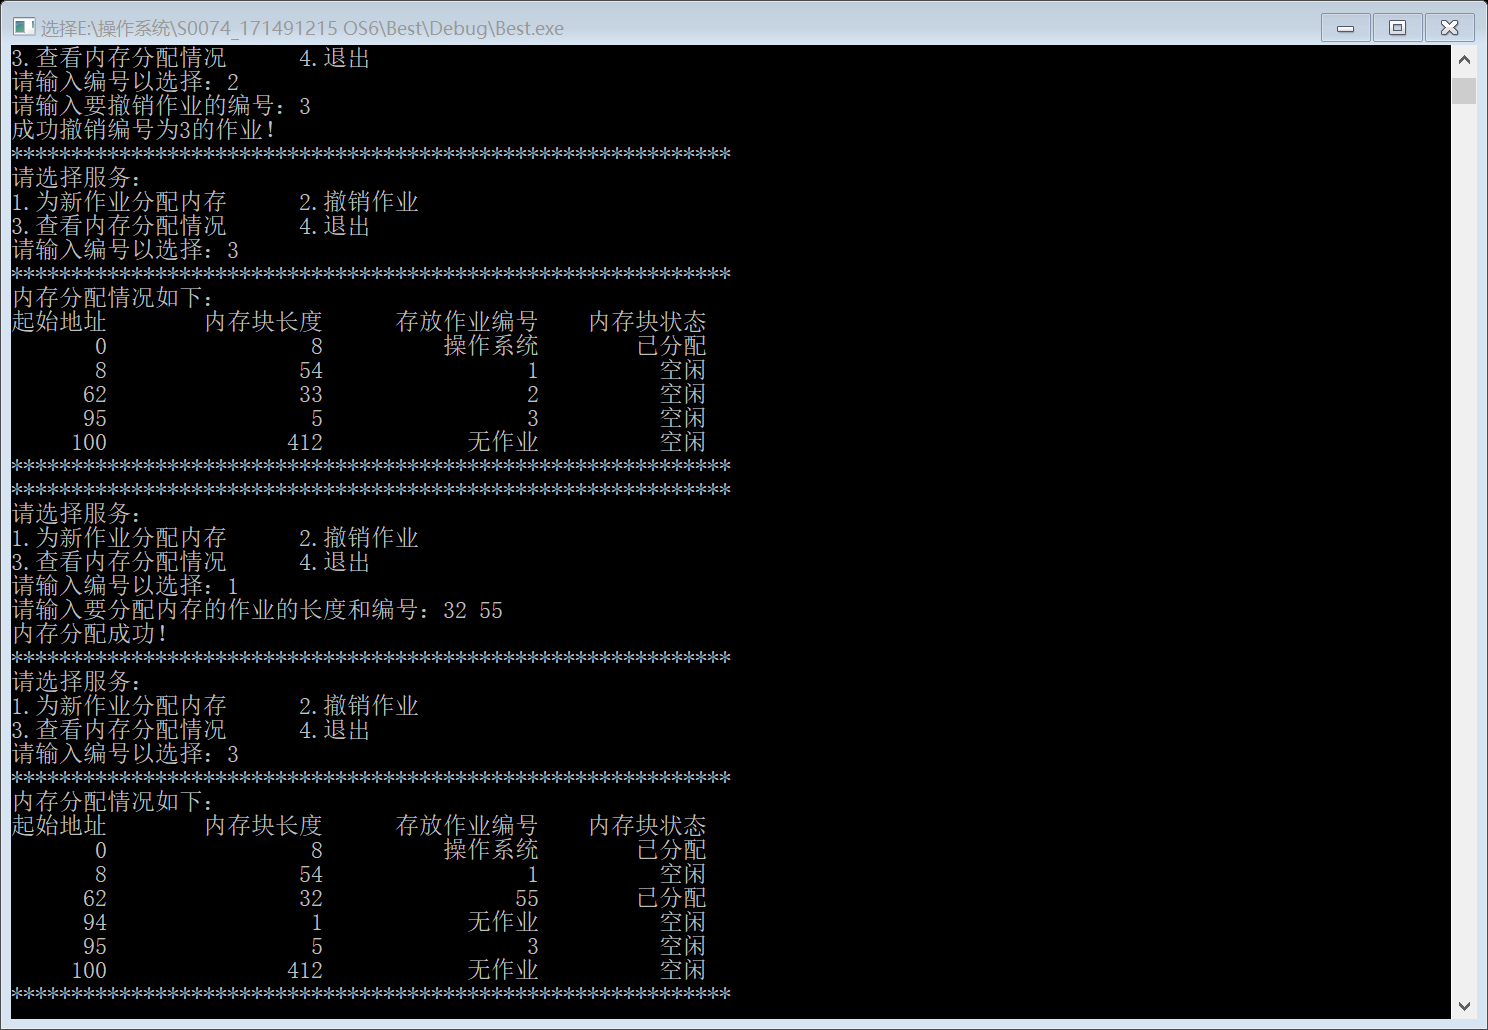 选择E:\操作系统\S0074_171491215 OS6\Best\Debug\Best.exe
3.查看内存分配情况      4.退出
请输入编号以选择：2
请输入要撤销作业的编号：3
成功撤销编号为3的作业！
************************************************************
请选择服务：
1.为新作业分配内存      2.撤销作业
3.查看内存分配情况      4.退出
请输入编号以选择：3
************************************************************
内存分配情况如下：
起始地址        内存块长度      存放作业编号    内存块状态
0                 8          操作系统        已分配
8                54                 1          空闲
62                33                 2          空闲
95                 5                 3          空闲
100               412            无作业          空闲
************************************************************
************************************************************
请选择服务：
1.为新作业分配内存      2.撤销作业
3.查看内存分配情况      4.退出
请输入编号以选择：1
请输入要分配内存的作业的长度和编号：32 55
内存分配成功！
************************************************************
请选择服务：
1.为新作业分配内存      2.撤销作业
3.查看内存分配情况      4.退出
请输入编号以选择：3
************************************************************
内存分配情况如下：
起始地址        内存块长度      存放作业编号    内存块状态
0                 8          操作系统        已分配
8                54                 1          空闲
62                32                55        已分配
94                 1            无作业          空闲
95                 5                 3          空闲
100               412            无作业          空闲
************************************************************